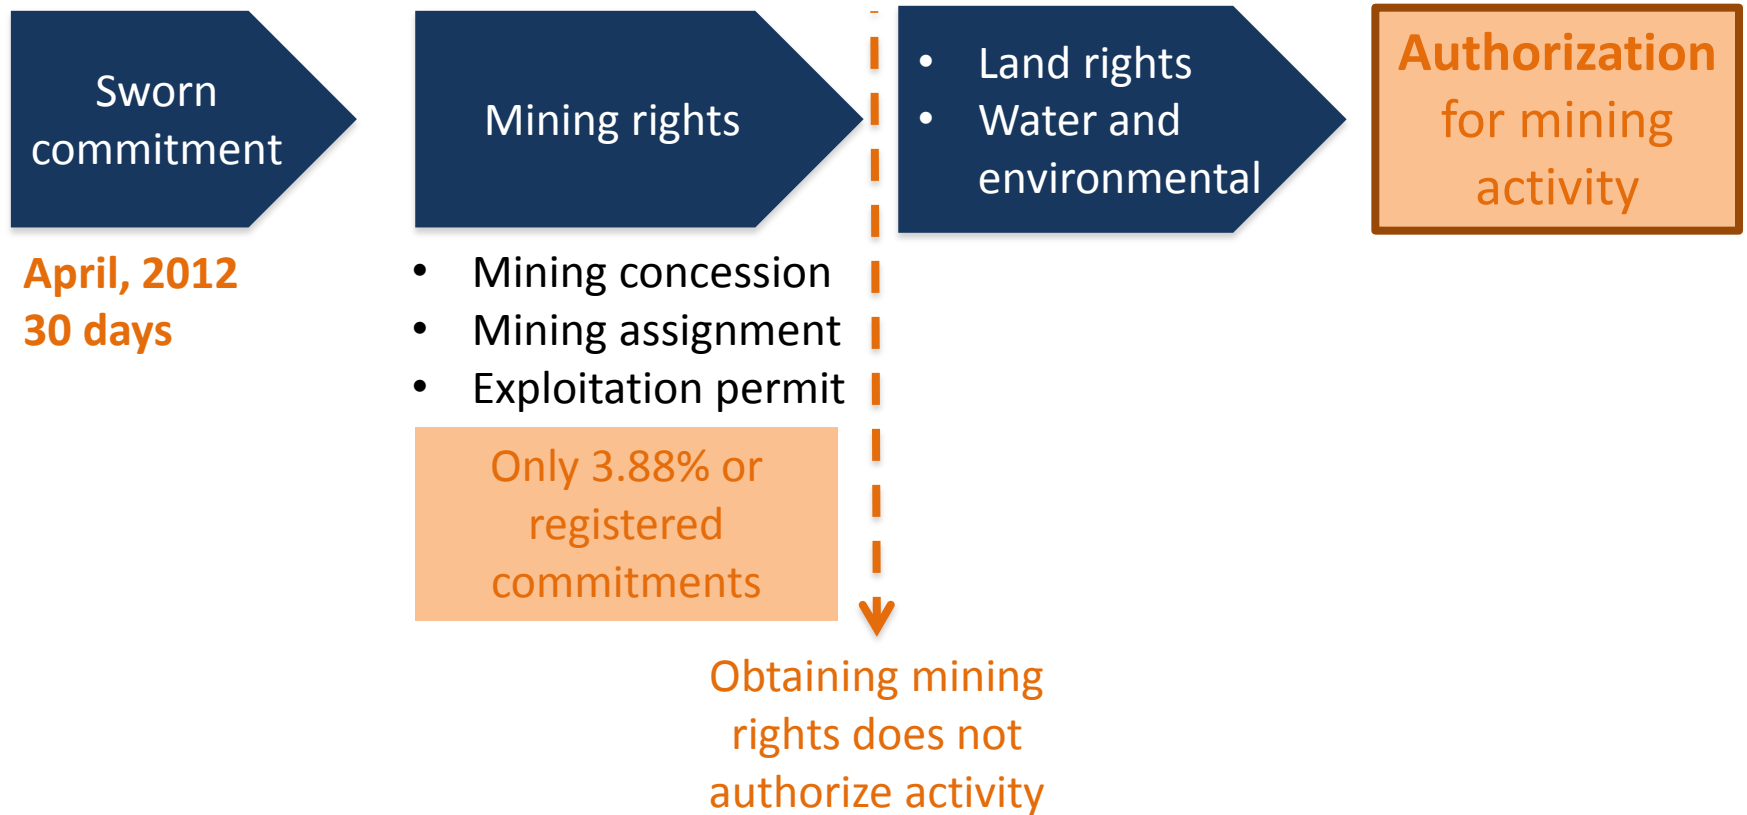 Sworn
commitment
April, 2012
30 days
Mining rights
• Mining concession
• Mining assignment
• Exploitation permit
Only 3.88% or
registered
commitments
Obtaining mining
rights does not
authorize activity
• Land rights
• Water and
environmental
Authorization
for mining
activity